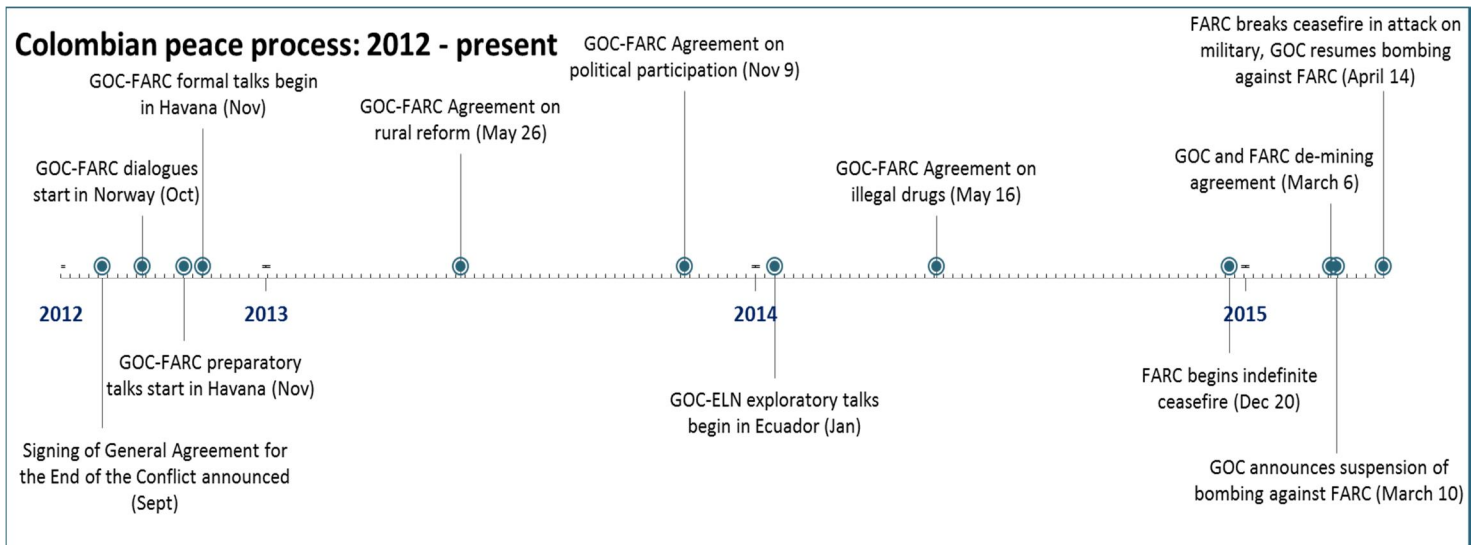 Colombian peace process: 2012 - present
GOC-FARC formal talks begin
in Havana (Nov)
GOC-FARC dialogues
start in Norway (Oct)
GOC-FARC Agreement on
rural reform (May 26)
GOC-FARC Agreement on
political participation (Nov 9)
GOC-FARC Agreement on
illegal drugs (May 16)
GOC and FARC de-mining
agreement (March 6)
FARC breaks ceasefire in attack on
military, GOC resumes bombing
against FARC (April 14)
2012
2013
2014
2015
GOC-FARC preparatory
talks start in Havana (Nov)
Signing of General Agreement for
the End of the Conflict announced
(Sept)
GOC-ELN exploratory talks
begin in Ecuador (Jan)
FARC begins indefinite
ceasefire (Dec 20)
GOC announces suspension of
bombing against FARC (March 10)